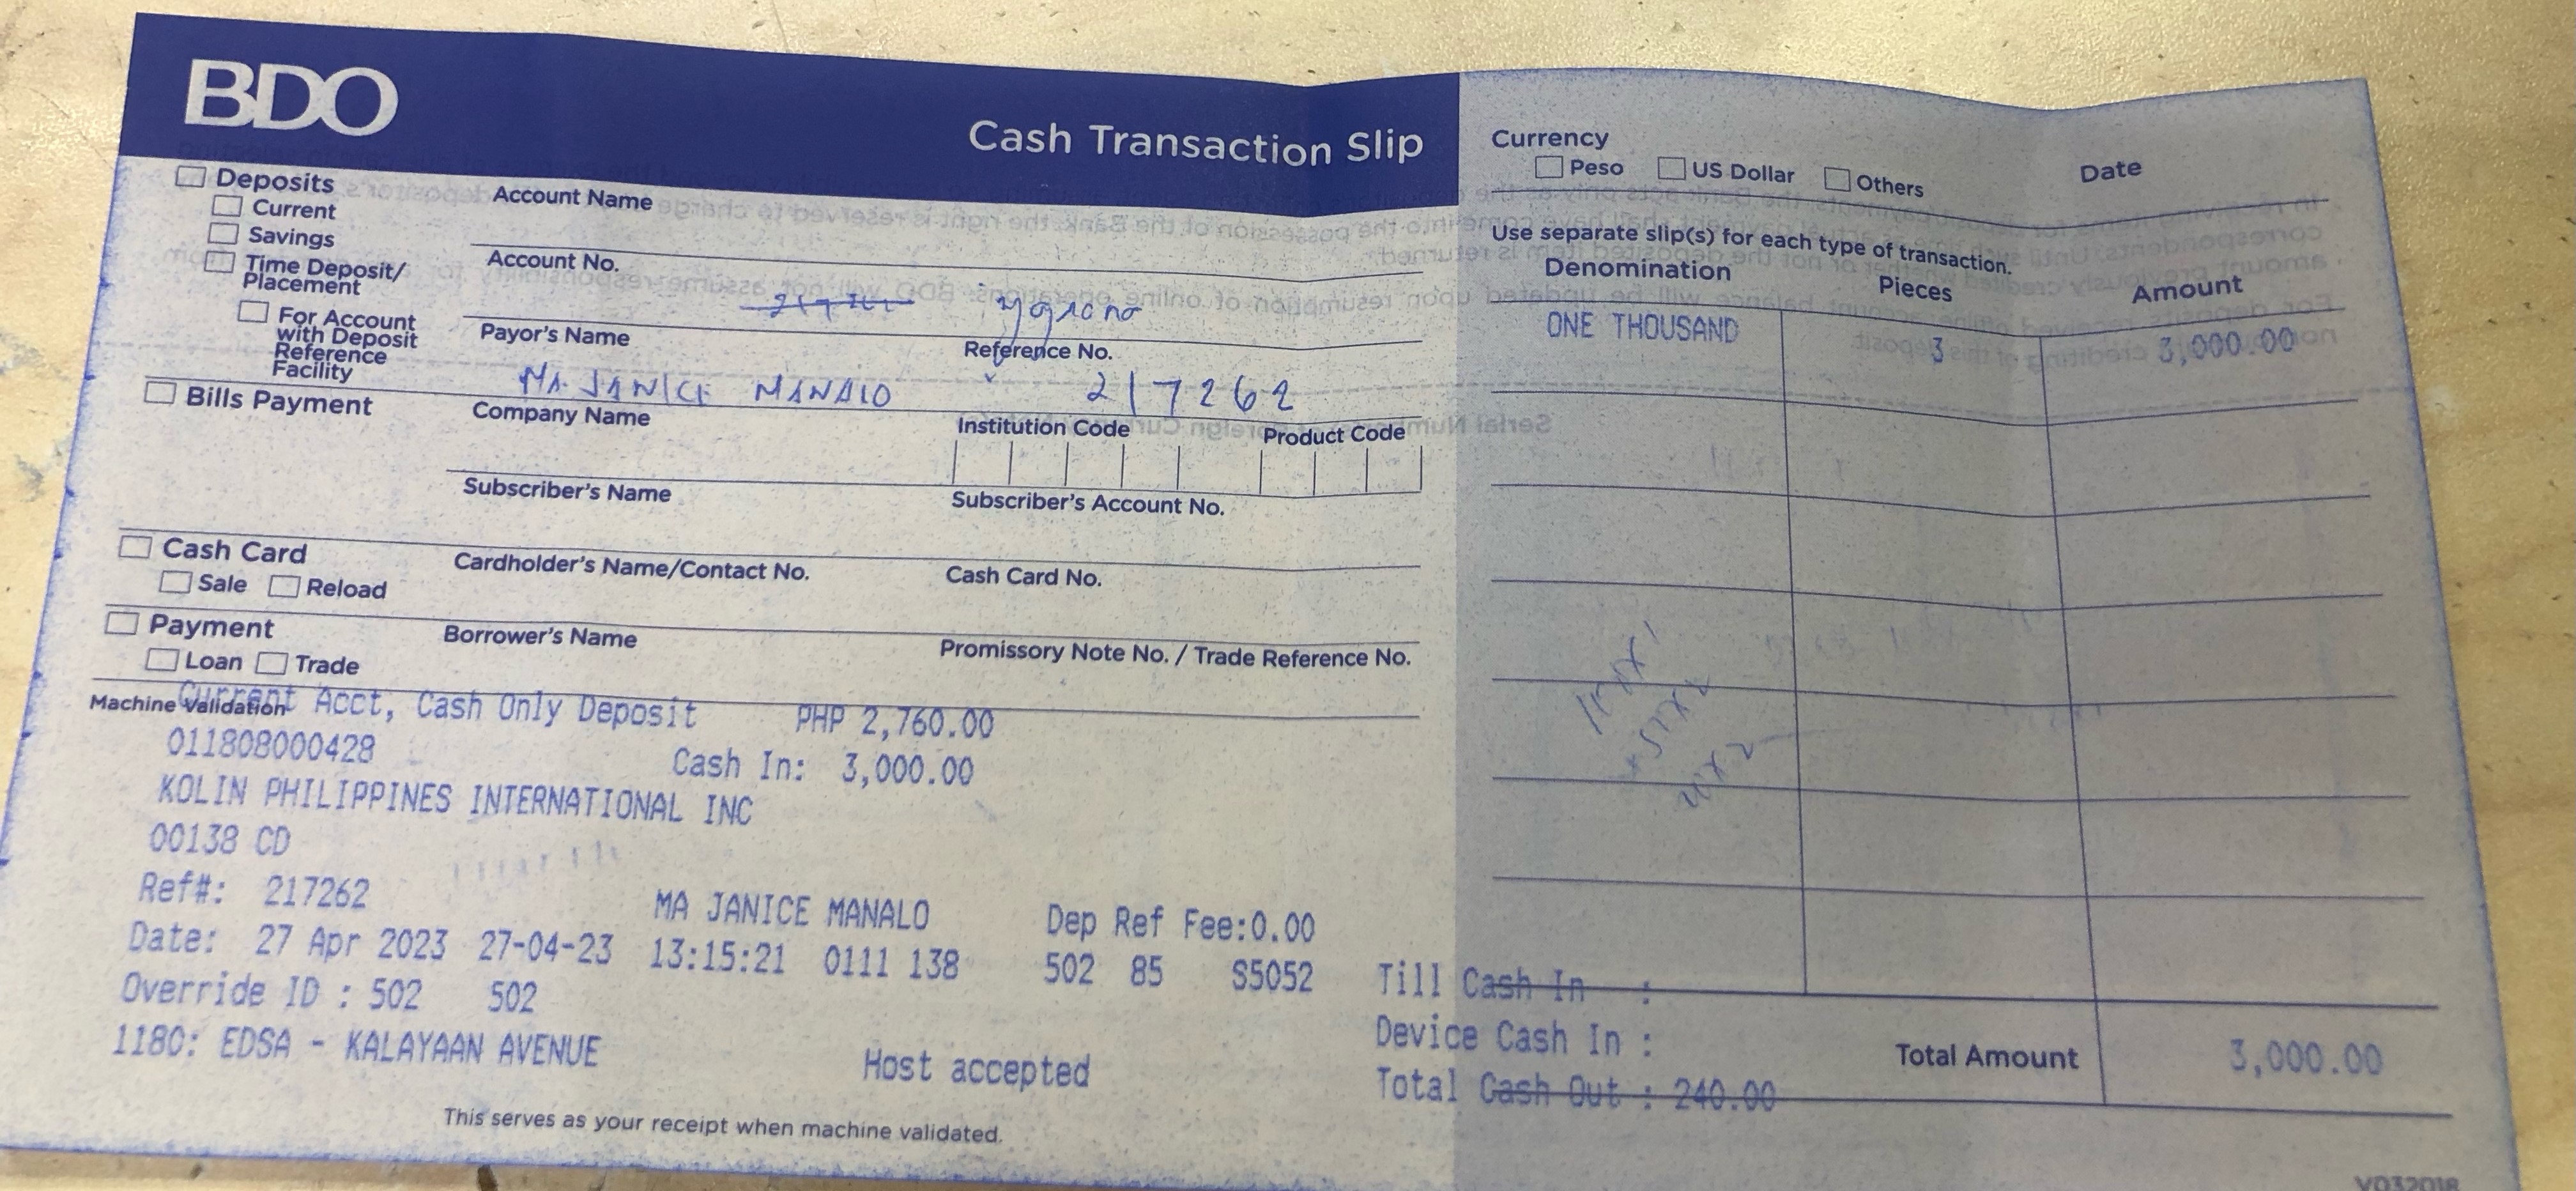 BDO
Cash Transaction Slip
Deposits
Current
Savings
Time Deposit/
Placement
For Account
with Deposit
Reference
Facility
Account Name
Account No.
Payor's Name
Reference No.
MA JANICE MANALO 217262
Bills Payment
Company Name
Institution Code Product Code
Subscriber's Name
Subscriber's Account No.
Cash Card
Sale Reload
Cardholder's Name/Contact No.
Cash Card No.
Payment
Loan Trade
Borrower's Name
Promissory Note No. / Trade Reference No.
Currency
Peso US Dollar Others
Date
Use separate slip(s) for each type of transaction.
Denomination Pieces Amount
ONE THOUSAND 3 3,000.00
Machine Validation
Current Acct, Cash Only Deposit PHP 2,760.00
011808000428 Cash In: 3,000.00
KOLIN PHILIPPINES INTERNATIONAL INC
00138 CD
Ref#: 217262 MA JANICE MANALO Dep Ref Fee:0.00
Date: 27 Apr 2023 27-04-23 13:15:21 0111 138 502 85 S5052
Override ID : 502 502
1180: EDSA - KALAYAAN AVENUE
Host accepted
Till Cash In :
Device Cash In :
Total Cash Out : 240.00
Total Amount 3,000.00
This serves as your receipt when machine validated.
V032018